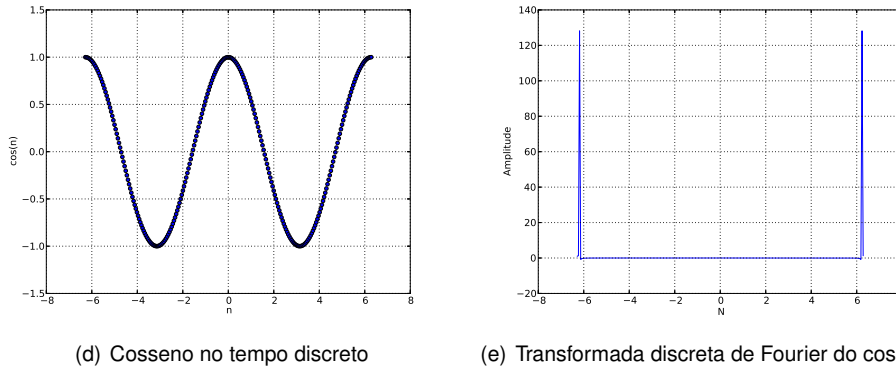 1.5
1.0
0.5
0.0
−0.5
−1.0
−1.5
cos(n)
−8 −6 −4 −2 0 2 4 6 8
n
140
120
100
80
60
40
20
0
−20
Amplitude
−8 −6 −4 −2 0 2 4 6
N
(d) Cosseno no tempo discreto
(e) Transformada discreta de Fourier do cos